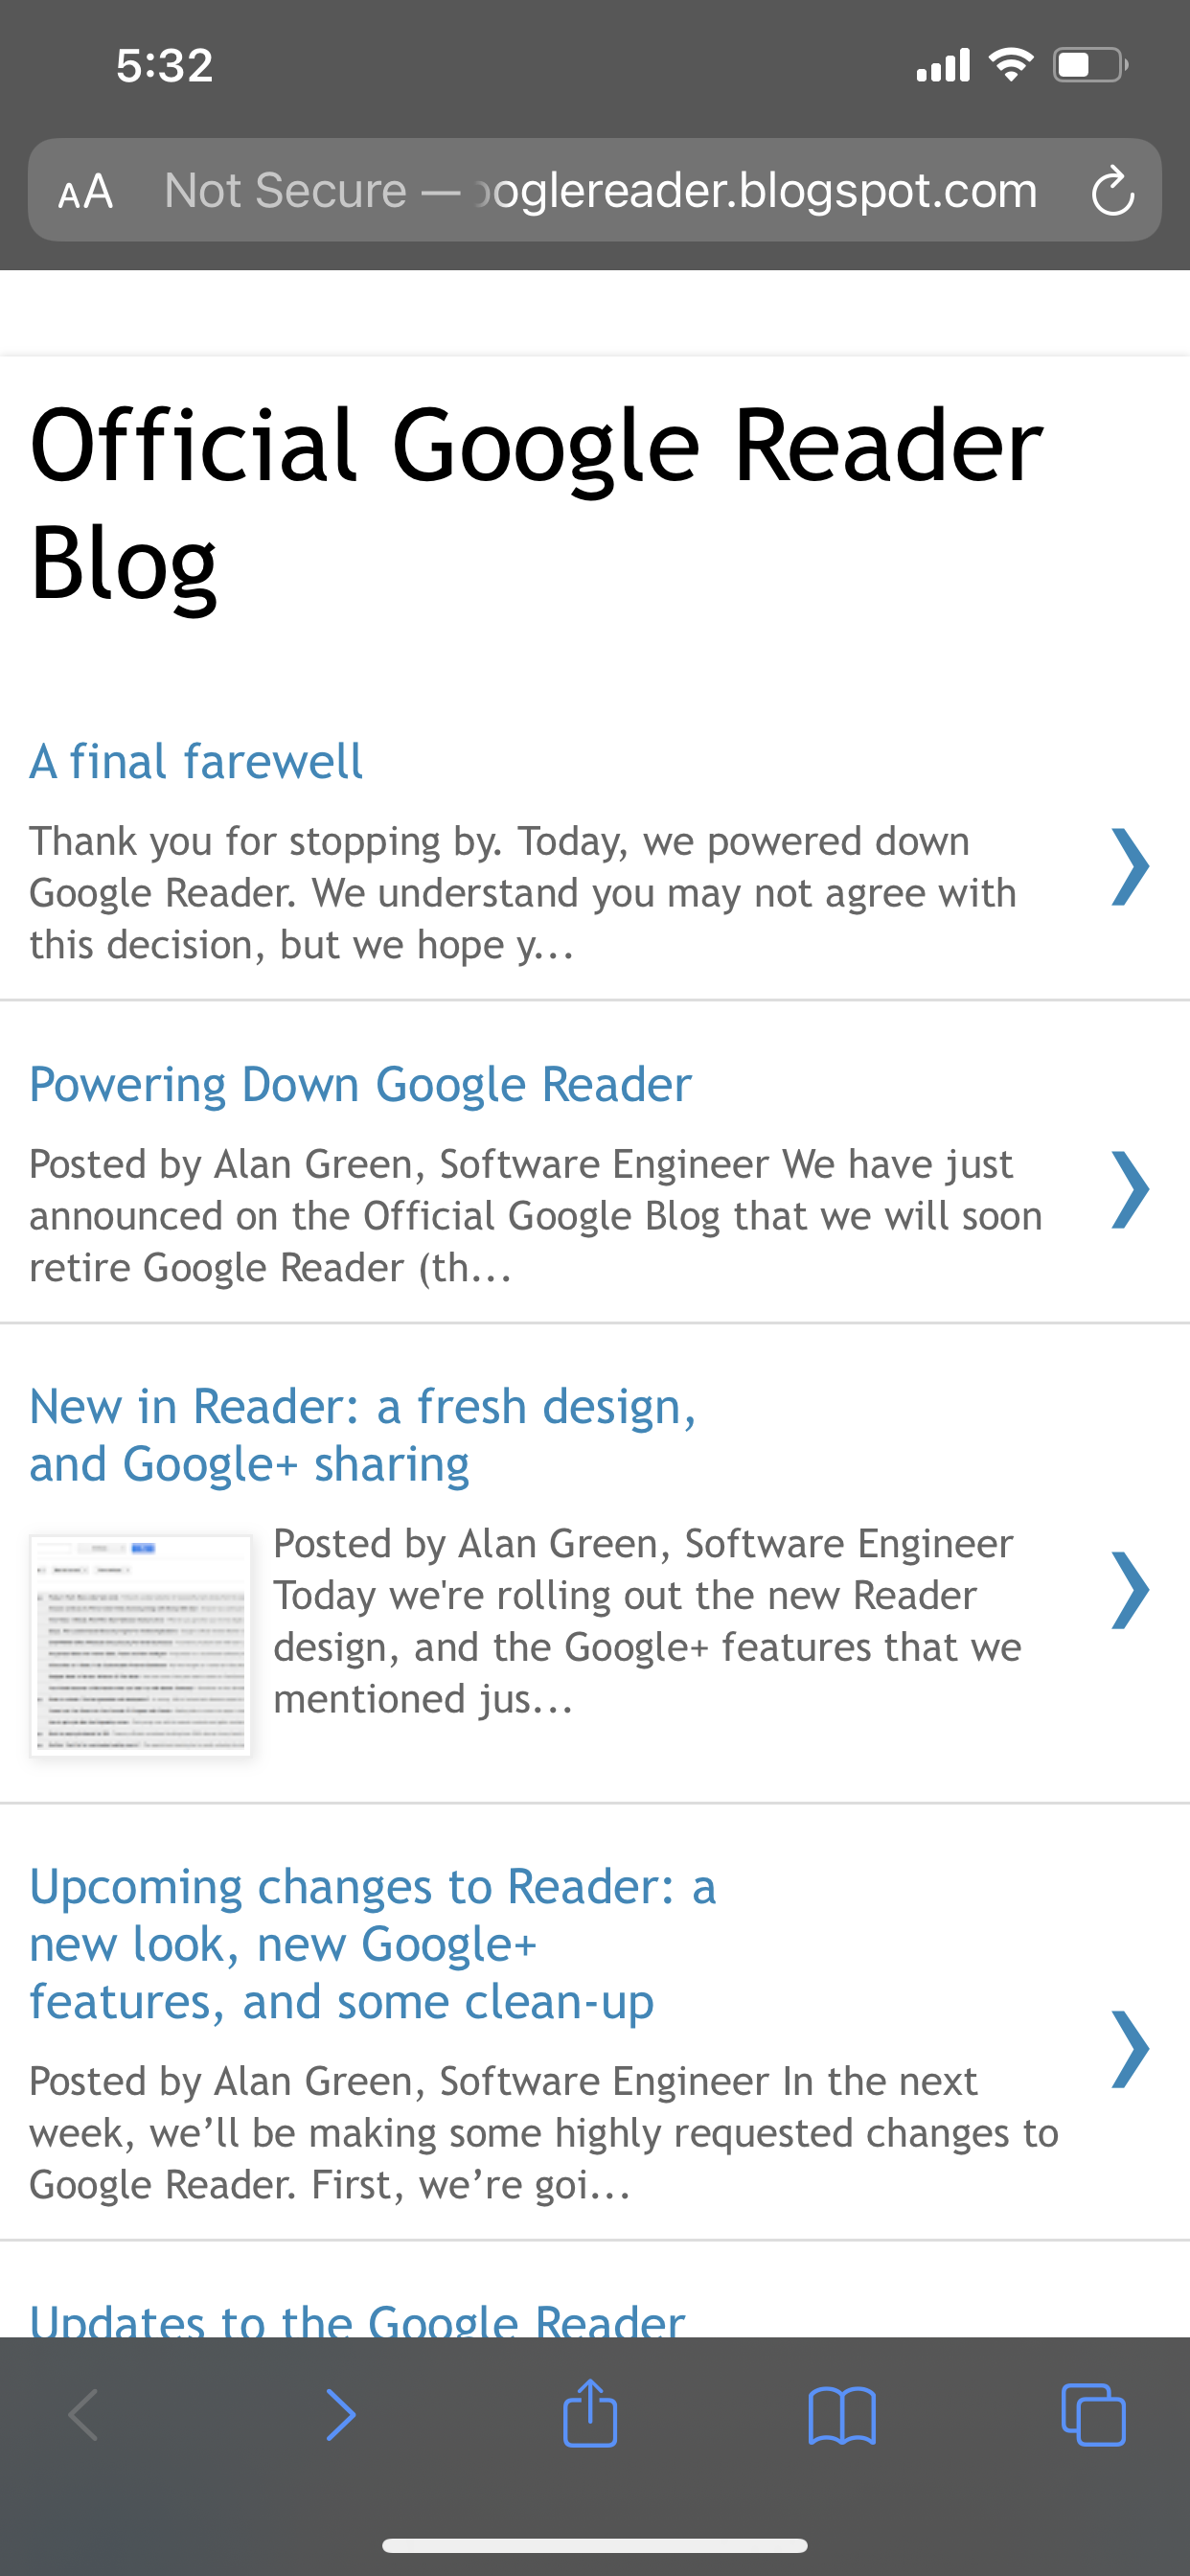 5:32
AA Not Secure — oglereader.blogspot.com
Official Google Reader
Blog
A final farewell
Thank you for stopping by. Today, we powered down
Google Reader. We understand you may not agree with
this decision, but we hope y...
Powering Down Google Reader
Posted by Alan Green, Software Engineer We have just
announced on the Official Google Blog that we will soon
retire Google Reader (th...
New in Reader: a fresh design,
and Google+ sharing
Posted by Alan Green, Software Engineer
Today we're rolling out the new Reader
design, and the Google+ features that we
mentioned jus...
Upcoming changes to Reader: a
new look, new Google+
features, and some clean-up
Posted by Alan Green, Software Engineer In the next
week, we’ll be making some highly requested changes to
Google Reader. First, we’re goi...
Updates to the Google Reader